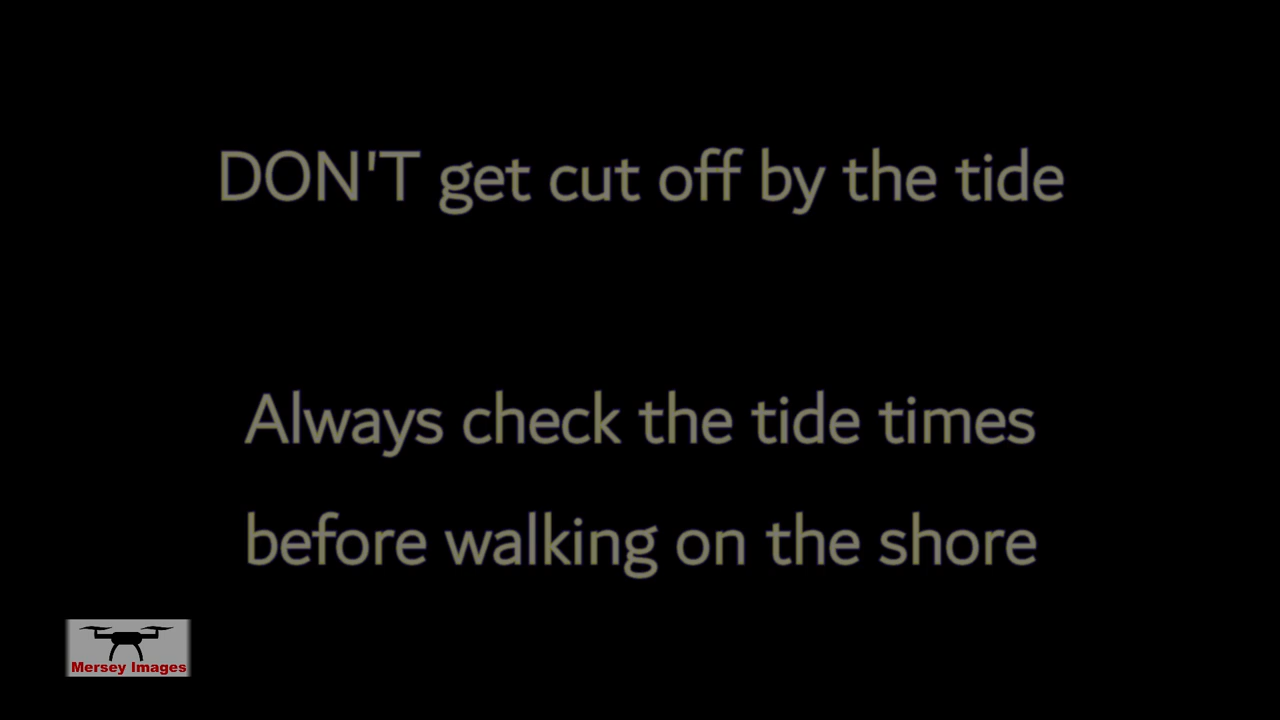 DON'T get cut off by the tide
Always check the tide times
before walking on the shore
Mersey Images